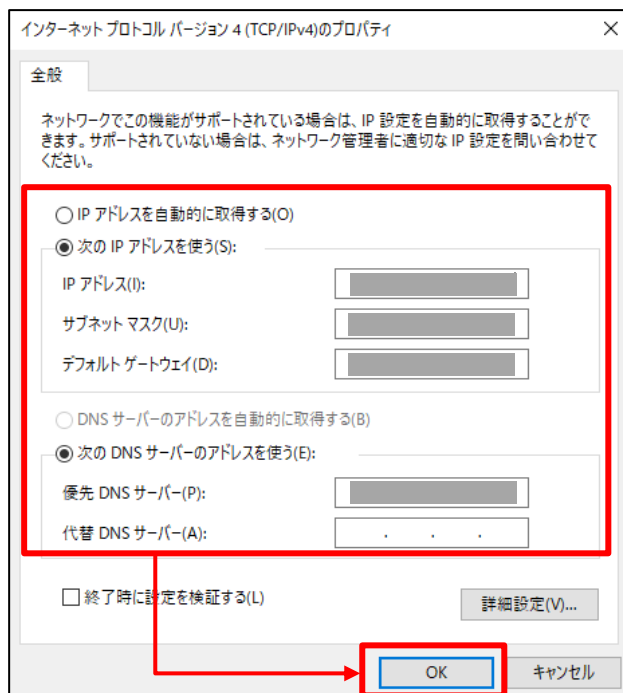 インターネット プロトコル バージョン 4 (TCP/IPv4)のプロパティ
全般
ネットワークでこの機能がサポートされている場合は、IP 設定を自動的に取得することがで
きます。サポートされていない場合は、ネットワーク管理者に適切な IP 設定を問い合わせて
ください。
IP アドレスを自動的に取得する(O)
次の IP アドレスを使う(S):
IP アドレス(I):
サブネット マスク(U):
デフォルト ゲートウェイ(D):
DNS サーバーのアドレスを自動的に取得する(B)
次の DNS サーバーのアドレスを使う(E):
優先 DNS サーバー(P):
代替 DNS サーバー(A):
. . .
終了時に設定を検証する(L)
詳細設定(V)...
OK
キャンセル